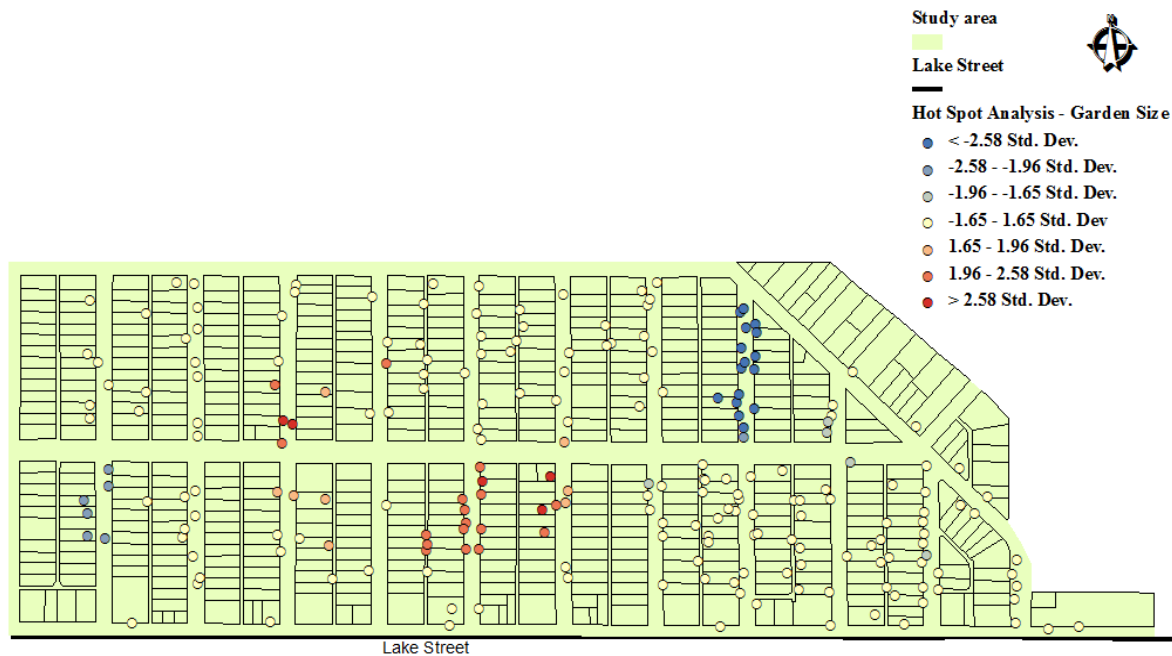 Study area
Lake Street
Hot Spot Analysis - Garden Size
< -2.58 Std. Dev.
-2.58 - -1.96 Std. Dev.
-1.96 - -1.65 Std. Dev.
-1.65 - 1.65 Std. Dev
1.65 - 1.96 Std. Dev.
1.96 - 2.58 Std. Dev.
> 2.58 Std. Dev.
Lake Street